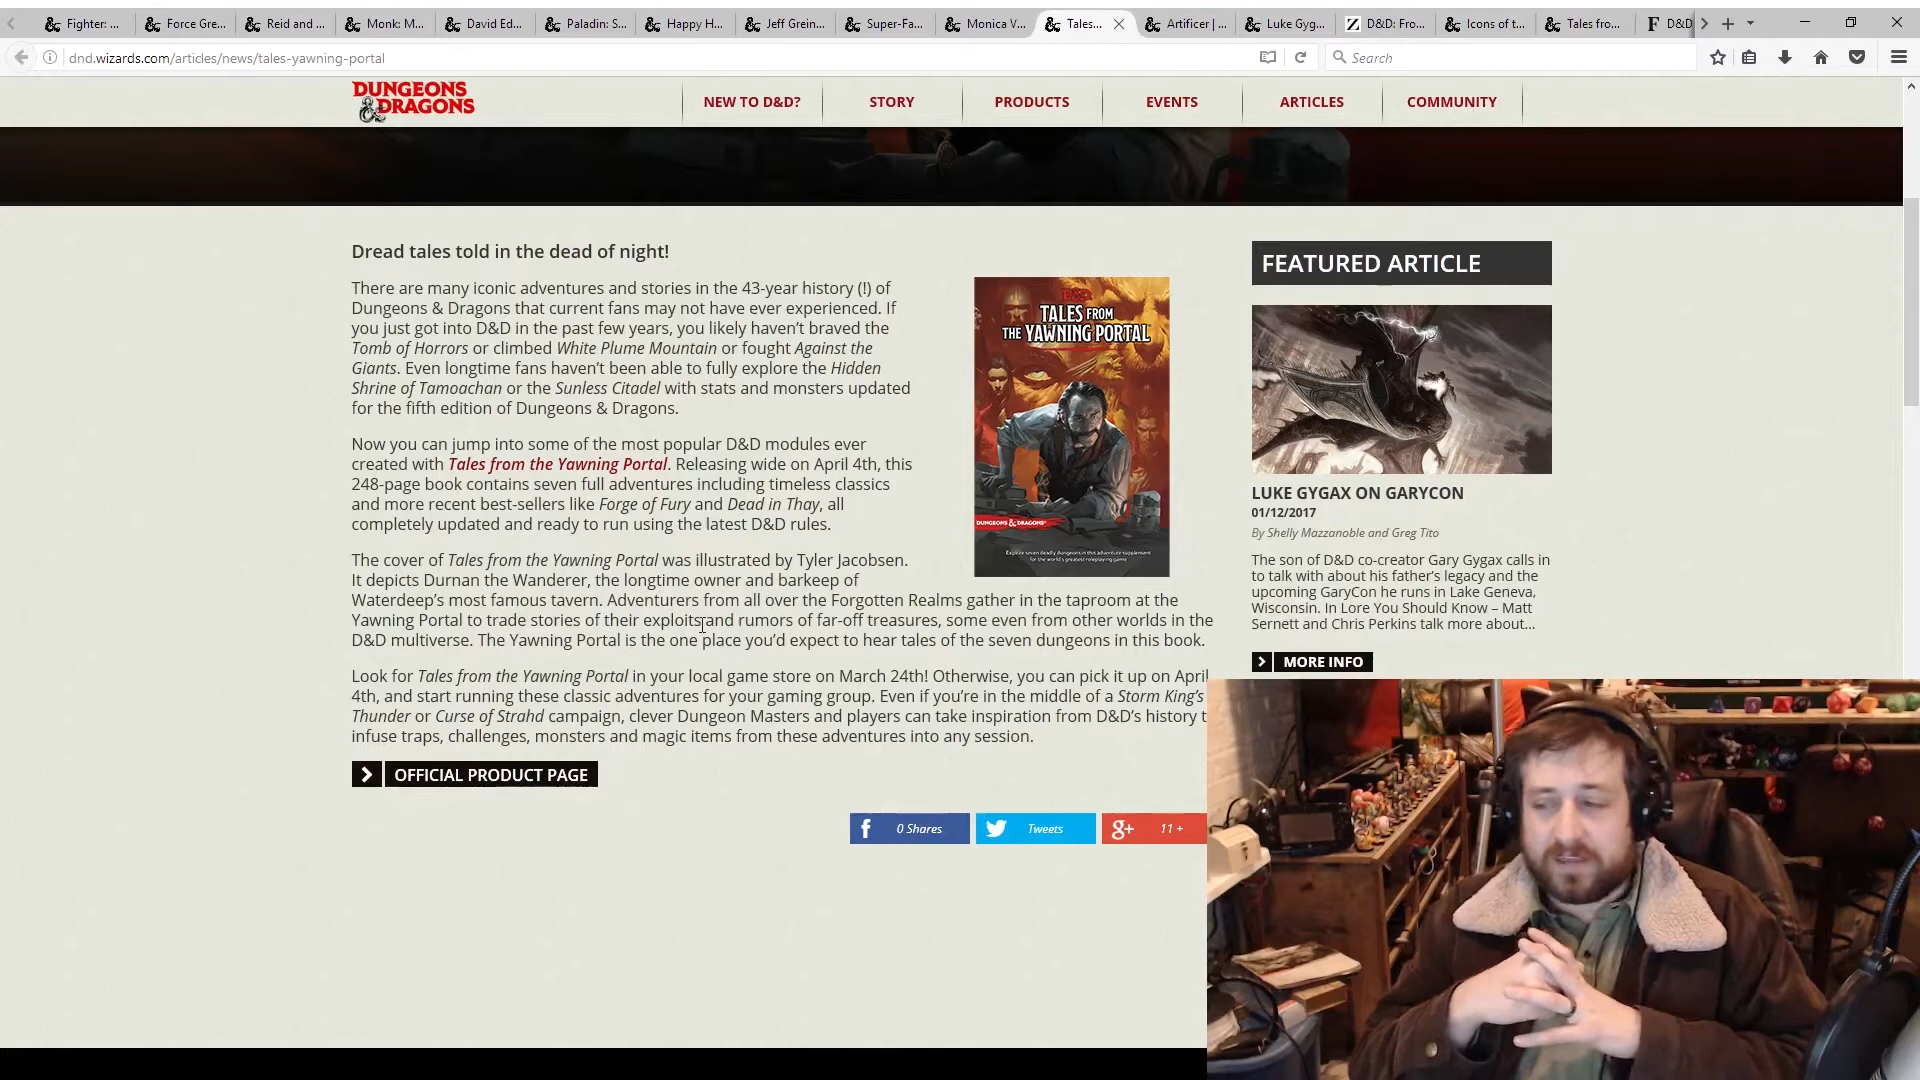 Fighter: ...
Force Gre...
Reid and ...
Monk: M...
David Ed...
Paladin: S...
Happy H...
Jeff Grein...
Super-Fa...
Monica V...
Tales...
Artificer | ...
Luke Gyg...
D&D: Fro...
Icons of t...
Tales fro...
D&D
dnd.wizards.com/articles/news/tales-yawning-portal
Search
DUNGEONS
& DRAGONS
NEW TO D&D?
STORY
PRODUCTS
EVENTS
ARTICLES
COMMUNITY
Dread tales told in the dead of night!
There are many iconic adventures and stories in the 43-year history (!) of
Dungeons & Dragons that current fans may not have ever experienced. If
you just got into D&D in the past few years, you likely haven't braved the
Tomb of Horrors or climbed White Plume Mountain or fought Against the
Giants. Even longtime fans haven't been able to fully explore the Hidden
Shrine of Tamoachan or the Sunless Citadel with stats and monsters updated
for the fifth edition of Dungeons & Dragons.
Now you can jump into some of the most popular D&D modules ever
created with Tales from the Yawning Portal. Releasing wide on April 4th, this
248-page book contains seven full adventures including timeless classics
and more recent best-sellers like Forge of Fury and Dead in Thay, all
completely updated and ready to run using the latest D&D rules.
The cover of Tales from the Yawning Portal was illustrated by Tyler Jacobsen.
It depicts Durnan the Wanderer, the longtime owner and barkeep of
Waterdeep's most famous tavern. Adventurers from all over the Forgotten Realms gather in the taproom at the
Yawning Portal to trade stories of their exploits and rumors of far-off treasures, some even from other worlds in the
D&D multiverse. The Yawning Portal is the one place you'd expect to hear tales of the seven dungeons in this book.
Look for Tales from the Yawning Portal in your local game store on March 24th! Otherwise, you can pick it up on April
4th, and start running these classic adventures for your gaming group. Even if you're in the middle of a Storm King's
Thunder or Curse of Strahd campaign, clever Dungeon Masters and players can take inspiration from D&D's history t
infuse traps, challenges, monsters and magic items from these adventures into any session.
OFFICIAL PRODUCT PAGE
0 Shares
Tweets
g+ 11 +
D&D
TALES FROM
THE YAWNING PORTAL
DUNGEONS & DRAGONS
Explore seven deadly dungeons in this adventure supplement
for the world's greatest roleplaying game
FEATURED ARTICLE
LUKE GYGAX ON GARYCON
01/12/2017
By Shelly Mazzanoble and Greg Tito
The son of D&D co-creator Gary Gygax calls in
to talk with about his father's legacy and the
upcoming GaryCon he runs in Lake Geneva,
Wisconsin. In Lore You Should Know – Matt
Sernett and Chris Perkins talk more about...
MORE INFO